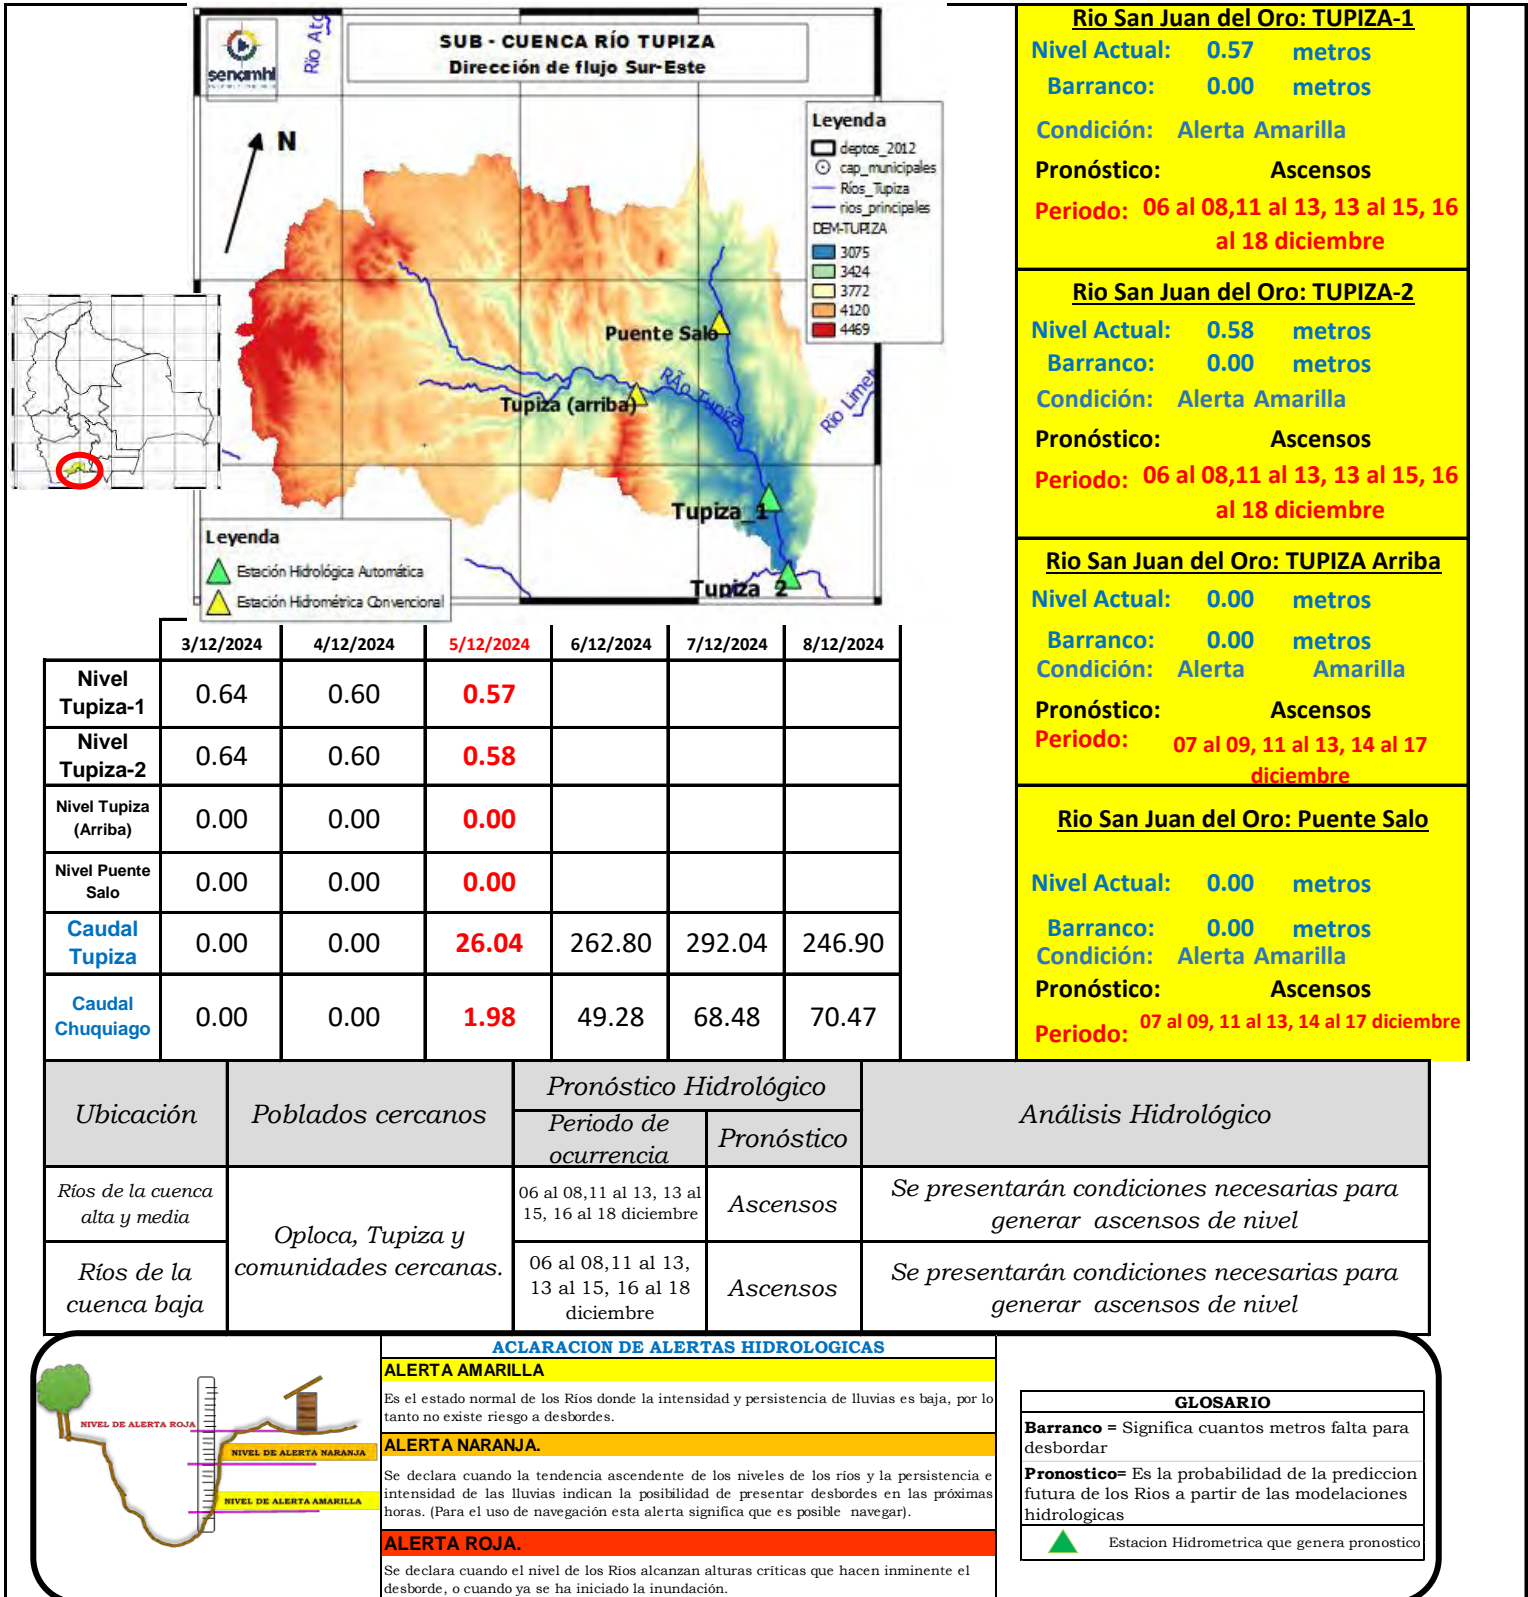 senamhi
Río Ato
SUB - CUENCA RÍO TUPIZA
Dirección de flujo Sur-Este
N
Leyenda
deptos_2012
cap_municipales
Ríos_Tupiza
rios_principales
DEM-TUPIZA
3075
3424
3772
4120
4469
Puente Salo
RÃo Tupiza
Tupiza (arriba)
Río Limet
Tupiza_1
Tupiza_2
Leyenda
Estación Hidrológica Automática
Estación Hidrométrica Convencional
Rio San Juan del Oro: TUPIZA-1
Nivel Actual: 0.57 metros
Barranco: 0.00 metros
Condición: Alerta Amarilla
Pronóstico: Ascensos
Periodo: 06 al 08,11 al 13, 13 al 15, 16
al 18 diciembre
Rio San Juan del Oro: TUPIZA-2
Nivel Actual: 0.58 metros
Barranco: 0.00 metros
Condición: Alerta Amarilla
Pronóstico: Ascensos
Periodo: 06 al 08,11 al 13, 13 al 15, 16
al 18 diciembre
Rio San Juan del Oro: TUPIZA Arriba
Nivel Actual: 0.00 metros
Barranco: 0.00 metros
Condición: Alerta Amarilla
Pronóstico: Ascensos
Periodo: 07 al 09, 11 al 13, 14 al 17
diciembre
Rio San Juan del Oro: Puente Salo
Nivel Actual: 0.00 metros
Barranco: 0.00 metros
Condición: Alerta Amarilla
Pronóstico: Ascensos
Periodo: 07 al 09, 11 al 13, 14 al 17 diciembre
3/12/2024 4/12/2024 5/12/2024 6/12/2024 7/12/2024 8/12/2024
Nivel
Tupiza-1 0.64 0.60 0.57
Nivel
Tupiza-2 0.64 0.60 0.58
Nivel Tupiza
(Arriba) 0.00 0.00 0.00
Nivel Puente
Salo 0.00 0.00 0.00
Caudal
Tupiza 0.00 0.00 26.04 262.80 292.04 246.90
Caudal
Chuquiago 0.00 0.00 1.98 49.28 68.48 70.47
Ubicación Poblados cercanos Pronóstico Hidrológico Análisis Hidrológico
Periodo de
ocurrencia Pronóstico
Ríos de la cuenca
alta y media
Oploca, Tupiza y
comunidades cercanas.
06 al 08,11 al 13, 13 al
15, 16 al 18 diciembre
Ascensos
Se presentarán condiciones necesarias para
generar ascensos de nivel
Ríos de la
cuenca baja
06 al 08,11 al 13,
13 al 15, 16 al 18
diciembre
Ascensos
Se presentarán condiciones necesarias para
generar ascensos de nivel
NIVEL DE ALERTA ROJA
NIVEL DE ALERTA NARANJA
NIVEL DE ALERTA AMARILLA
ACLARACION DE ALERTAS HIDROLOGICAS
ALERTA AMARILLA
Es el estado normal de los Ríos donde la intensidad y persistencia de lluvias es baja, por lo
tanto no existe riesgo a desbordes.
ALERTA NARANJA.
Se declara cuando la tendencia ascendente de los niveles de los ríos y la persistencia e
intensidad de las lluvias indican la posibilidad de presentar desbordes en las próximas
horas. (Para el uso de navegación esta alerta significa que es posible navegar).
ALERTA ROJA.
Se declara cuando el nivel de los Ríos alcanzan alturas críticas que hacen inminente el
desborde, o cuando ya se ha iniciado la inundación.
GLOSARIO
Barranco = Significa cuantos metros falta para
desbordar
Pronostico= Es la probabilidad de la prediccion
futura de los Rios a partir de las modelaciones
hidrologicas
Estacion Hidrometrica que genera pronostico